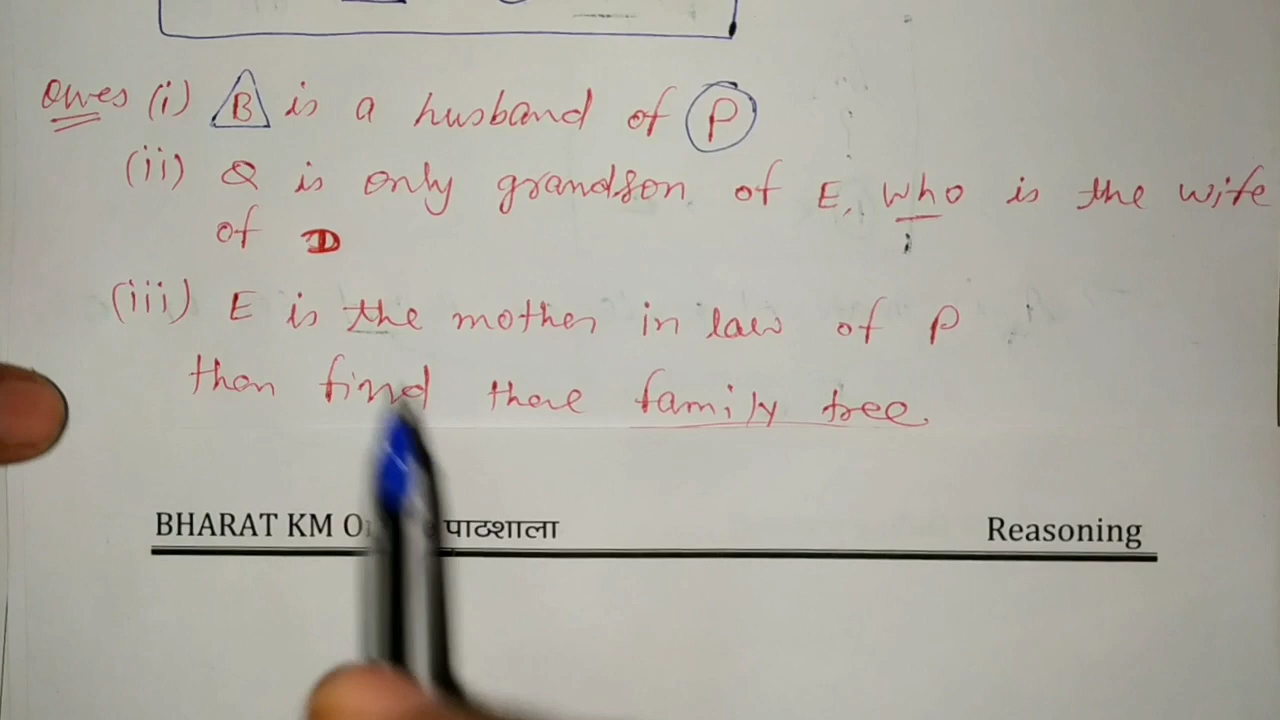 Ques (i) B is a husband of P
(ii) Q is only grandson of E, who is the wife
of D
(iii) E is the mother in law of P
then find there family tree.
BHARAT KM पाठशाला
Reasoning